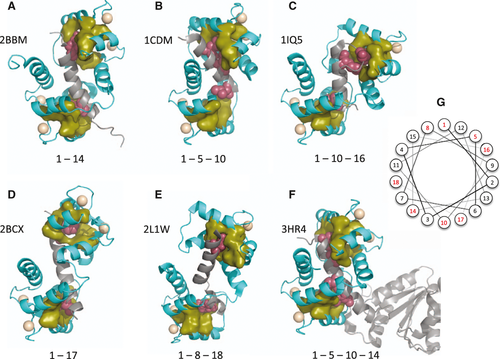 A
2BBM
1 – 14
B
1CDM
1 – 5 – 10
C
1IQ5
1 – 10 – 16
G
8 1 12
15 5
4 16
11 9
18 2
7 13
14 6
3 10 17
D
2BCX
1 – 17
E
2L1W
1 – 8 – 18
F
3HR4
1 – 5 – 10 – 14